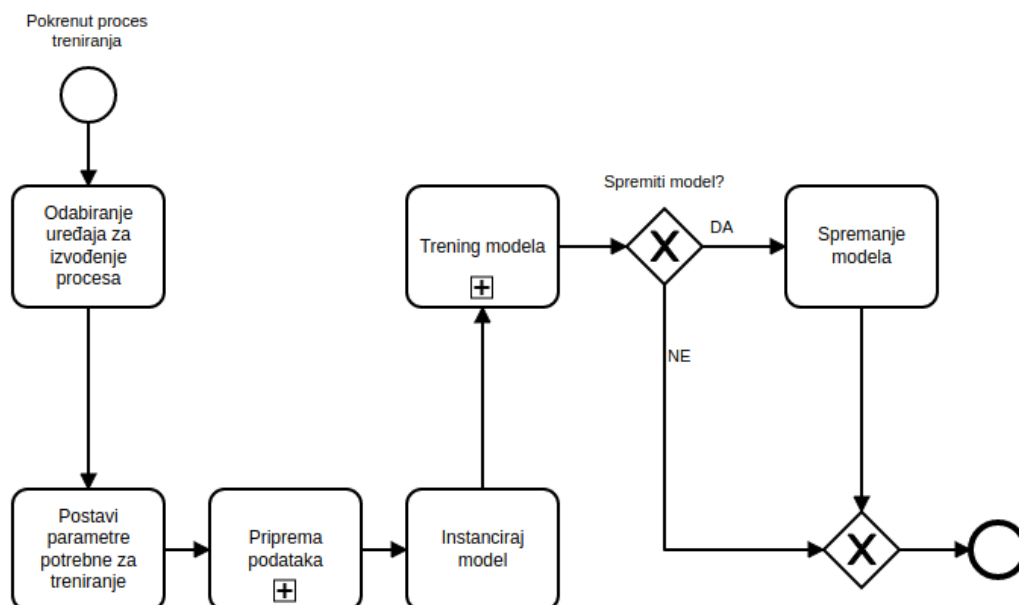 Pokrenut proces
treniranja
Odabiranje
uređaja za
izvođenje
procesa
Postavi
parametre
potrebne za
treniranje
Priprema
podataka
Instanciraj
model
Trening modela
Spremiti model?
DA
NE
Spremanje
modela